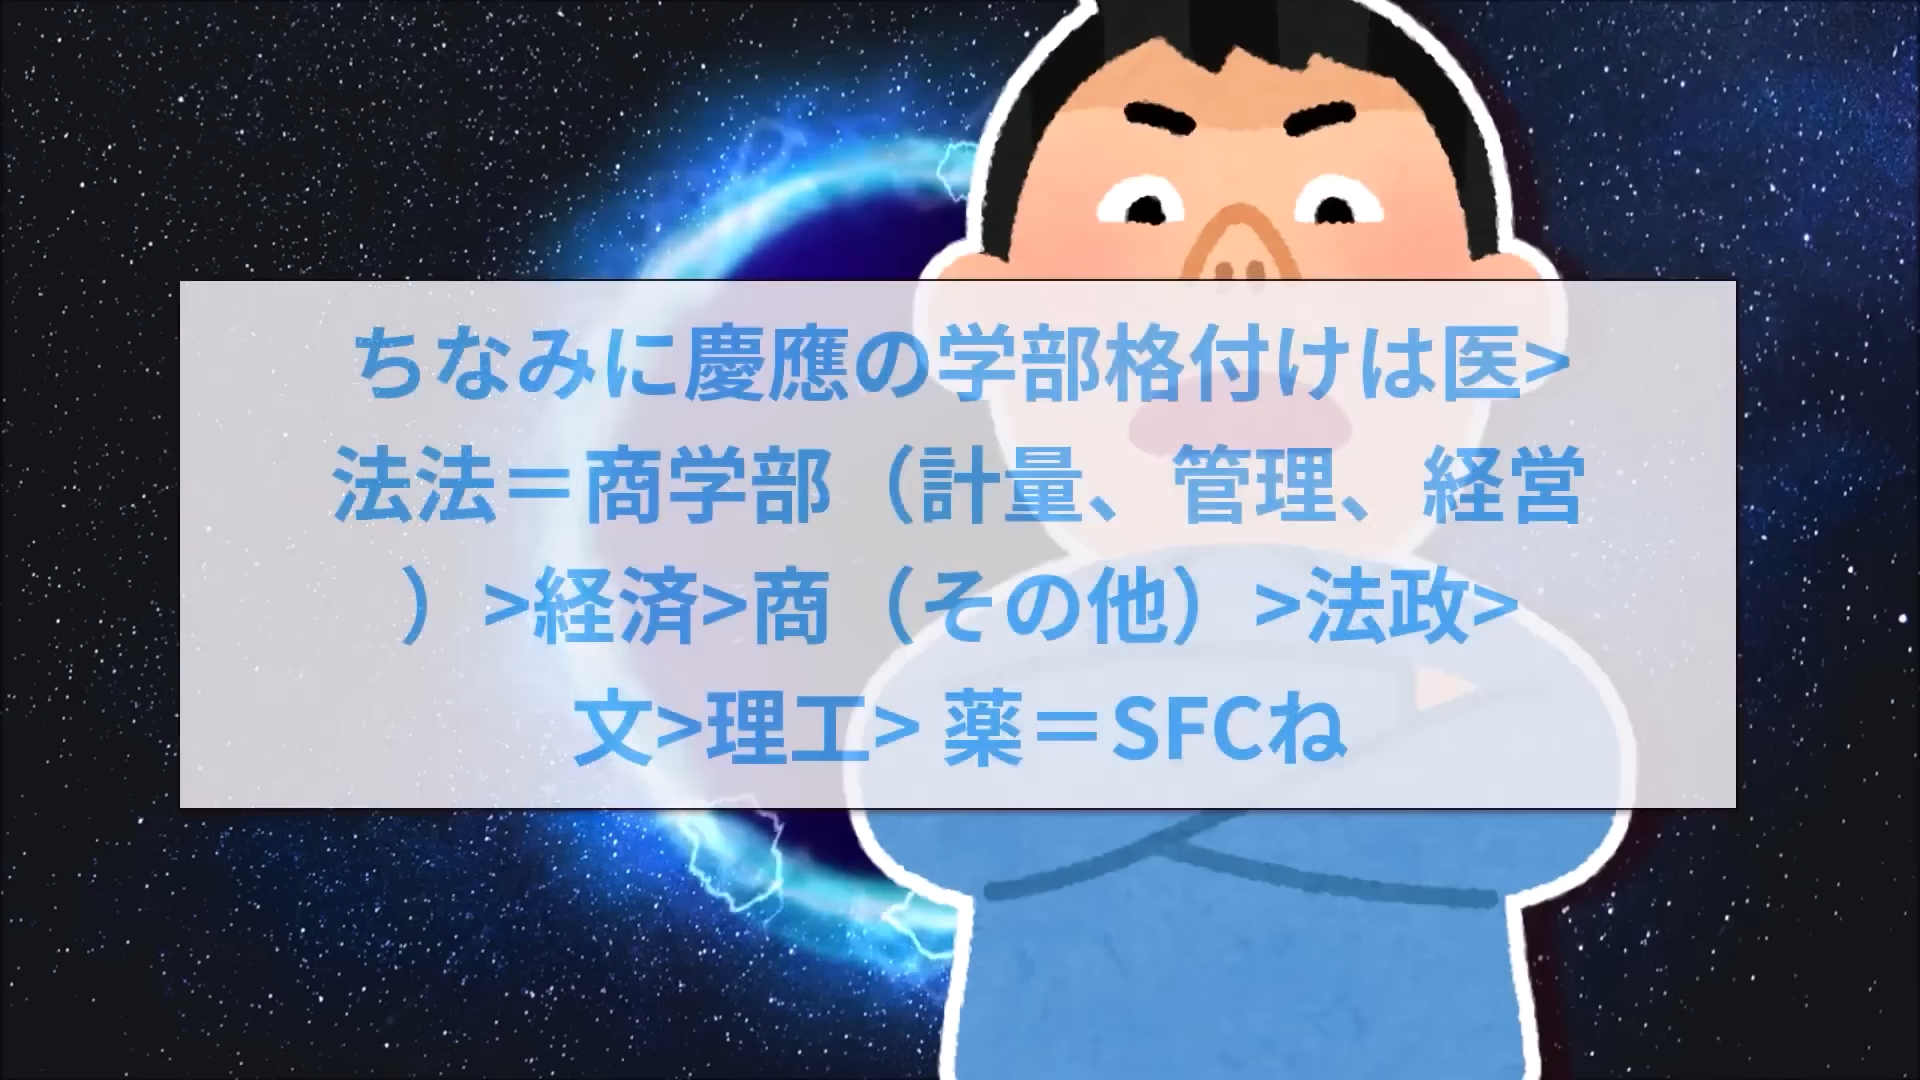 ちなみに慶應の学部格付けは医>
法法＝商学部（計量、管理、経営
）>経済>商（その他）>法政>
文>理工> 薬＝SFCね